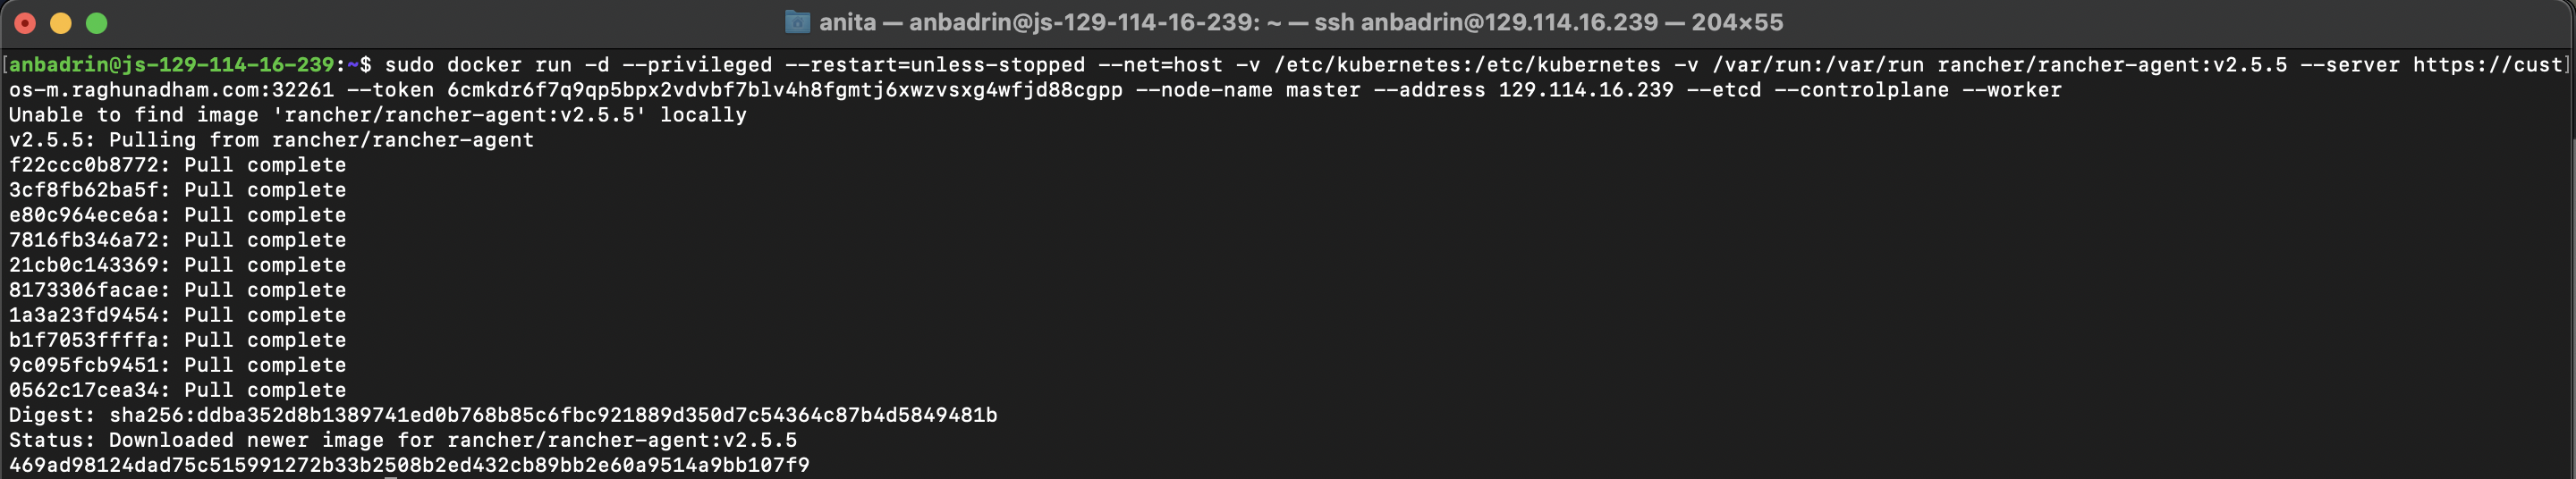 anita — anbadrin@js-129-114-16-239: ~ — ssh anbadrin@129.114.16.239 — 204×55
[anbadrin@js-129-114-16-239:~$ sudo docker run -d --privileged --restart=unless-stopped --net=host -v /etc/kubernetes:/etc/kubernetes -v /var/run:/var/run rancher/rancher-agent:v2.5.5 --server https://cust]
os-m.raghunadham.com:32261 --token 6cmkdr6f7q9qp5bpx2vdvbf7blv4h8fgmtj6xwzvsxg4wfjd88cgpp --node-name master --address 129.114.16.239 --etcd --controlplane --worker
Unable to find image 'rancher/rancher-agent:v2.5.5' locally
v2.5.5: Pulling from rancher/rancher-agent
f22ccc0b8772: Pull complete
3cf8fb62ba5f: Pull complete
e80c964ece6a: Pull complete
7816fb346a72: Pull complete
21cb0c143369: Pull complete
8173306facae: Pull complete
1a3a23fd9454: Pull complete
b1f7053ffffa: Pull complete
9c095fcb9451: Pull complete
0562c17cea34: Pull complete
Digest: sha256:ddba352d8b1389741ed0b768b85c6fbc921889d350d7c54364c87b4d5849481b
Status: Downloaded newer image for rancher/rancher-agent:v2.5.5
469ad98124dad75c515991272b33b2508b2ed432cb89bb2e60a9514a9bb107f9